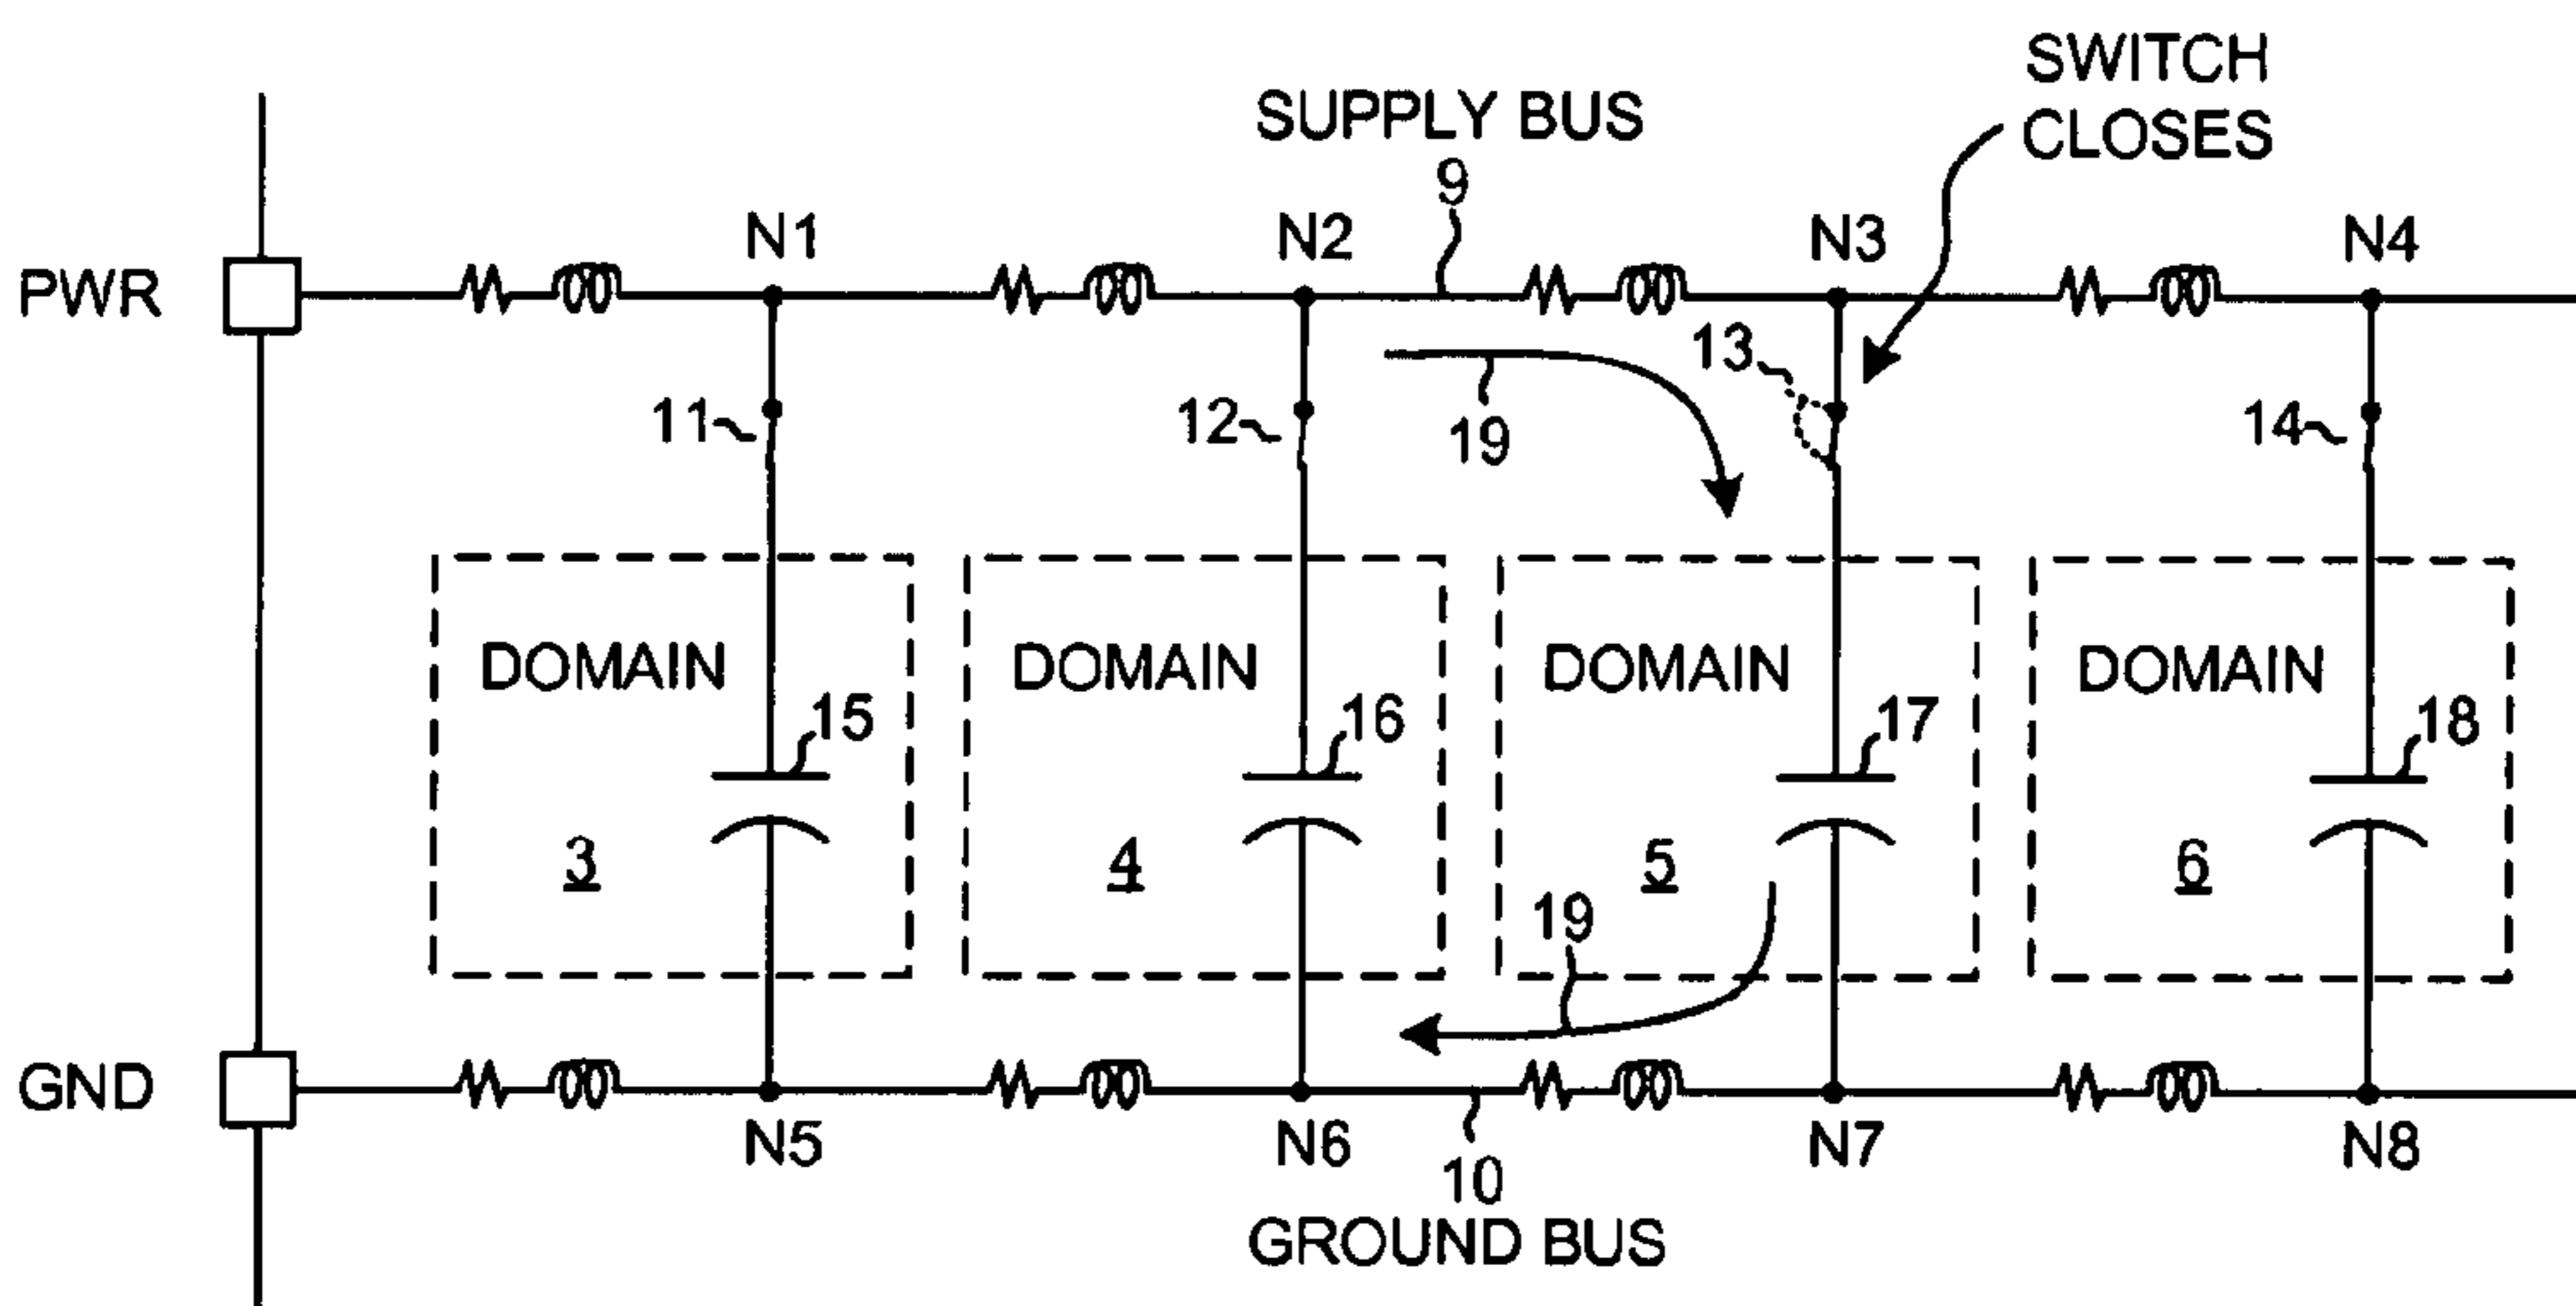 SWITCH
CLOSES
SUPPLY BUS
9
N1
N2
N3
N4
PWR
13
11
12
19
14
DOMAIN
DOMAIN
DOMAIN
DOMAIN
15
16
17
18
3
4
5
6
19
GND
N5
N6
N7
N8
10
GROUND BUS